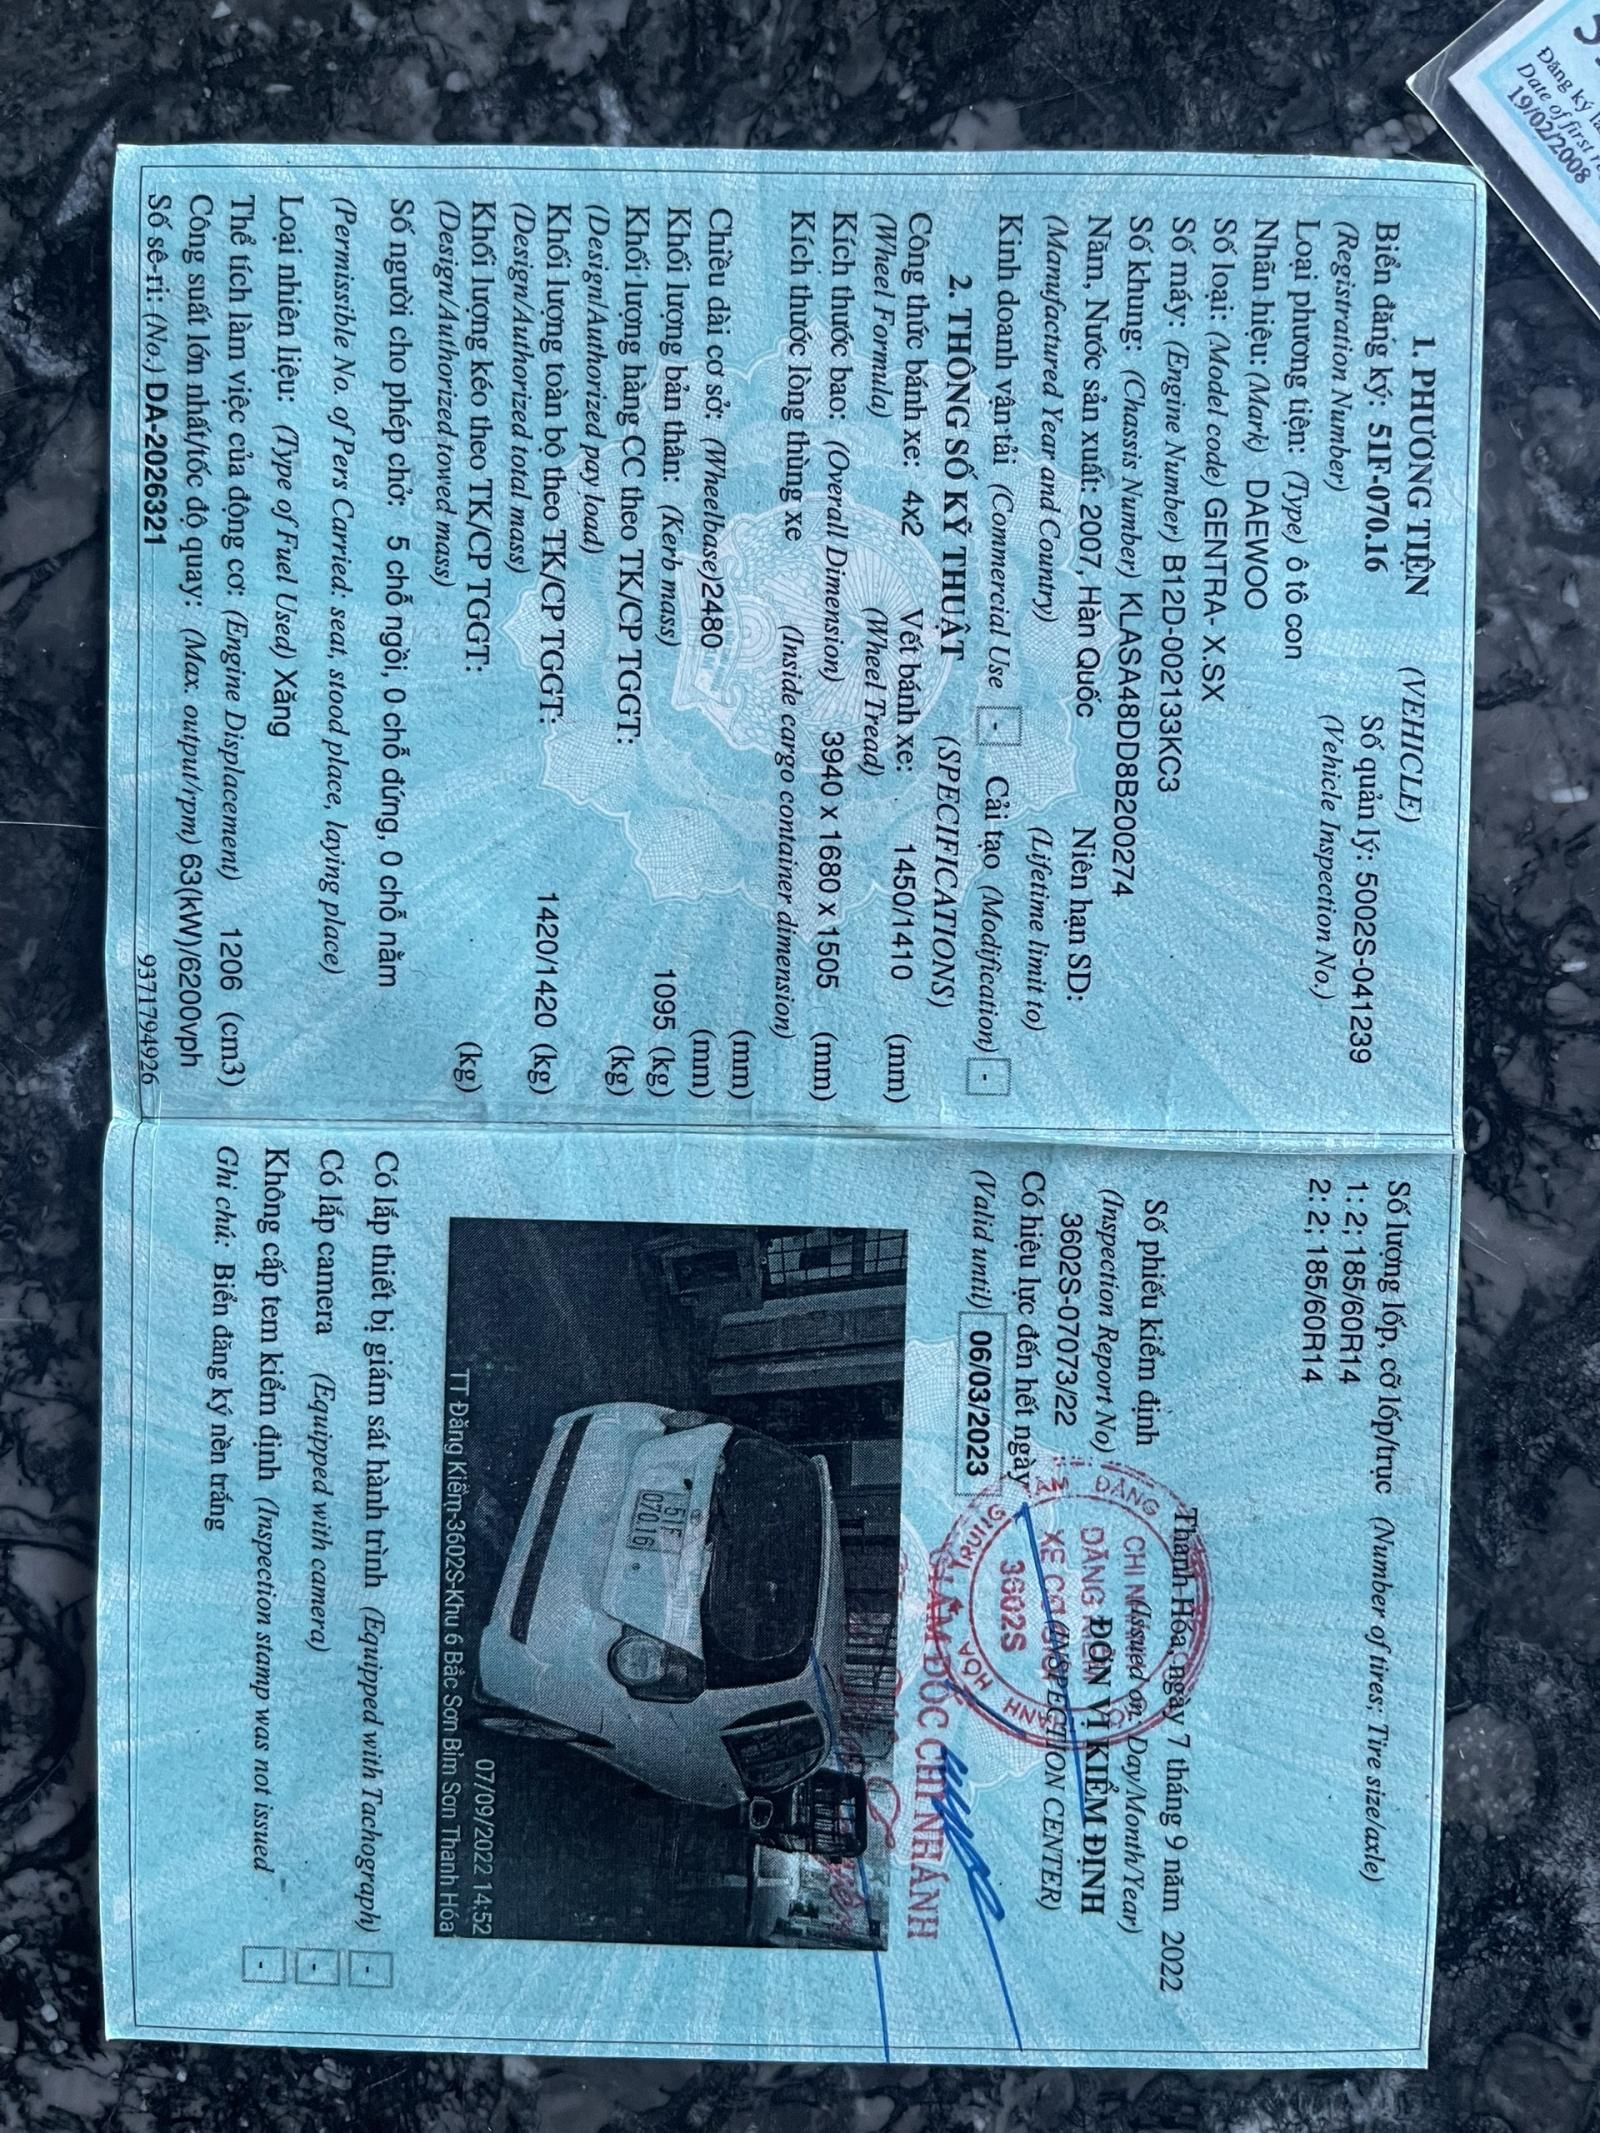 1. PHƯƠNG TIỆN (VEHICLE)
Biển đăng ký: 51F-070.16 Số quản lý: 5002S-041239
(Registration Number) (Vehicle Inspection No.)
Loại phương tiện: (Type) ô tô con
Nhãn hiệu: (Mark) DAEWOO
Số loại: (Model code) GENTRA- X.SX
Số máy: (Engine Number) B12D-002133KC3
Số khung: (Chassis Number) KLASA48DD8B200274
Năm, Nước sản xuất: 2007, Hàn Quốc Niên hạn SD:
(Manufactured Year and Country) (Lifetime limit to)
Kinh doanh vận tải (Commercial Use) - Cải tạo (Modification) -
2. THÔNG SỐ KỸ THUẬT (SPECIFICATIONS)
Công thức bánh xe: 4x2 Vết bánh xe: 1450/1410 (mm)
(Wheel Formula) (Wheel Tread)
Kích thước bao: (Overall Dimension) 3940 x 1680 x 1505 (mm)
Kích thước lòng thùng xe (Inside cargo container dimension)
(mm)
Chiều dài cơ sở: (Wheelbase) 2480 (mm)
Khối lượng bản thân: (Kerb mass) 1095 (kg)
Khối lượng hàng CC theo TK/CP TGGT: (kg)
(Design/Authorized pay load)
Khối lượng toàn bộ theo TK/CP TGGT: 1420/1420 (kg)
(Design/Authorized total mass)
Khối lượng kéo theo TK/CP TGGT: (kg)
(Design/Authorized towed mass)
Số người cho phép chở: 5 chỗ ngồi, 0 chỗ đứng, 0 chỗ nằm
(Permissible No. of Pers Carried: seat, stood place, laying place)
Loại nhiên liệu: (Type of Fuel Used) Xăng
Thể tích làm việc của động cơ: (Engine Displacement) 1206 (cm3)
Công suất lớn nhất/tốc độ quay: (Max. output/rpm) 63(kW)/6200vph
Số sê-ri: (No.) DA-2026321 9371794926
Số lượng lốp, cỡ lốp/trục (Number of tires; Tire size/axle)
1: 2; 185/60R14
2: 2; 185/60R14
Thanh Hóa, ngày 7 tháng 9 năm 2022
(Issued on: Day/Month/Year)
Số phiếu kiểm định
(Inspection Report No)
3602S-07073/22
ĐƠN VỊ KIỂM ĐỊNH
(INSPECTION CENTER)
Có hiệu lực đến hết ngày
(Valid until) 06/03/2023
CHI NHÁNH
ĐĂNG KIỂM
XE CƠ GIỚI
3602S
TRUNG TÂM ĐĂNG
THANH HÓA
GIÁM ĐỐC CHI NHÁNH
51F
070.16
07/09/2022 14:52
TT Đăng Kiểm-3602S-Khu 6 Bắc Sơn Bỉm Sơn Thanh Hóa
Có lắp thiết bị giám sát hành trình (Equipped with Tachograph) -
Có lắp camera (Equipped with camera) -
Không cấp tem kiểm định (Inspection stamp was not issued -
Ghi chú: Biển đăng ký nền trắng
Đăng ký
Date of first
19/02/2008